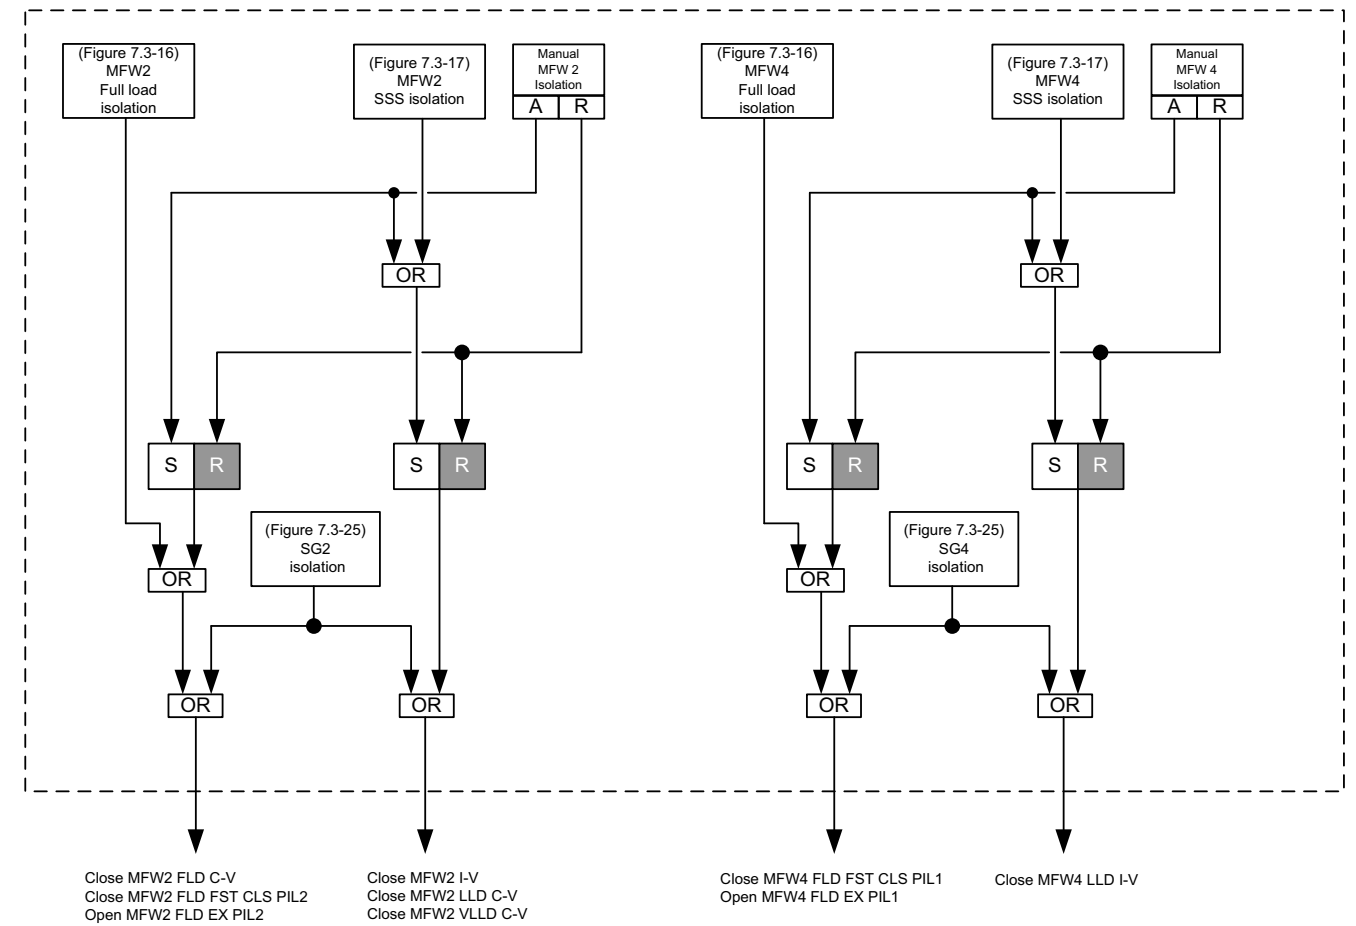 (Figure 7.3-16)
MFW2
Full load
isolation
(Figure 7.3-17)
MFW2
SSS isolation
Manual
MFW 2
Isolation
A R
(Figure 7.3-16)
MFW4
Full load
isolation
(Figure 7.3-17)
MFW4
SSS isolation
Manual
MFW 4
Isolation
A R
OR
OR
S R
S R
S R
S R
(Figure 7.3-25)
SG2
isolation
(Figure 7.3-25)
SG4
isolation
OR
OR
OR
OR
OR
OR
Close MFW2 FLD C-V
Close MFW2 FLD FST CLS PIL2
Open MFW2 FLD EX PIL2
Close MFW2 I-V
Close MFW2 LLD C-V
Close MFW2 VLLD C-V
Close MFW4 FLD FST CLS PIL1
Open MFW4 FLD EX PIL1
Close MFW4 LLD I-V